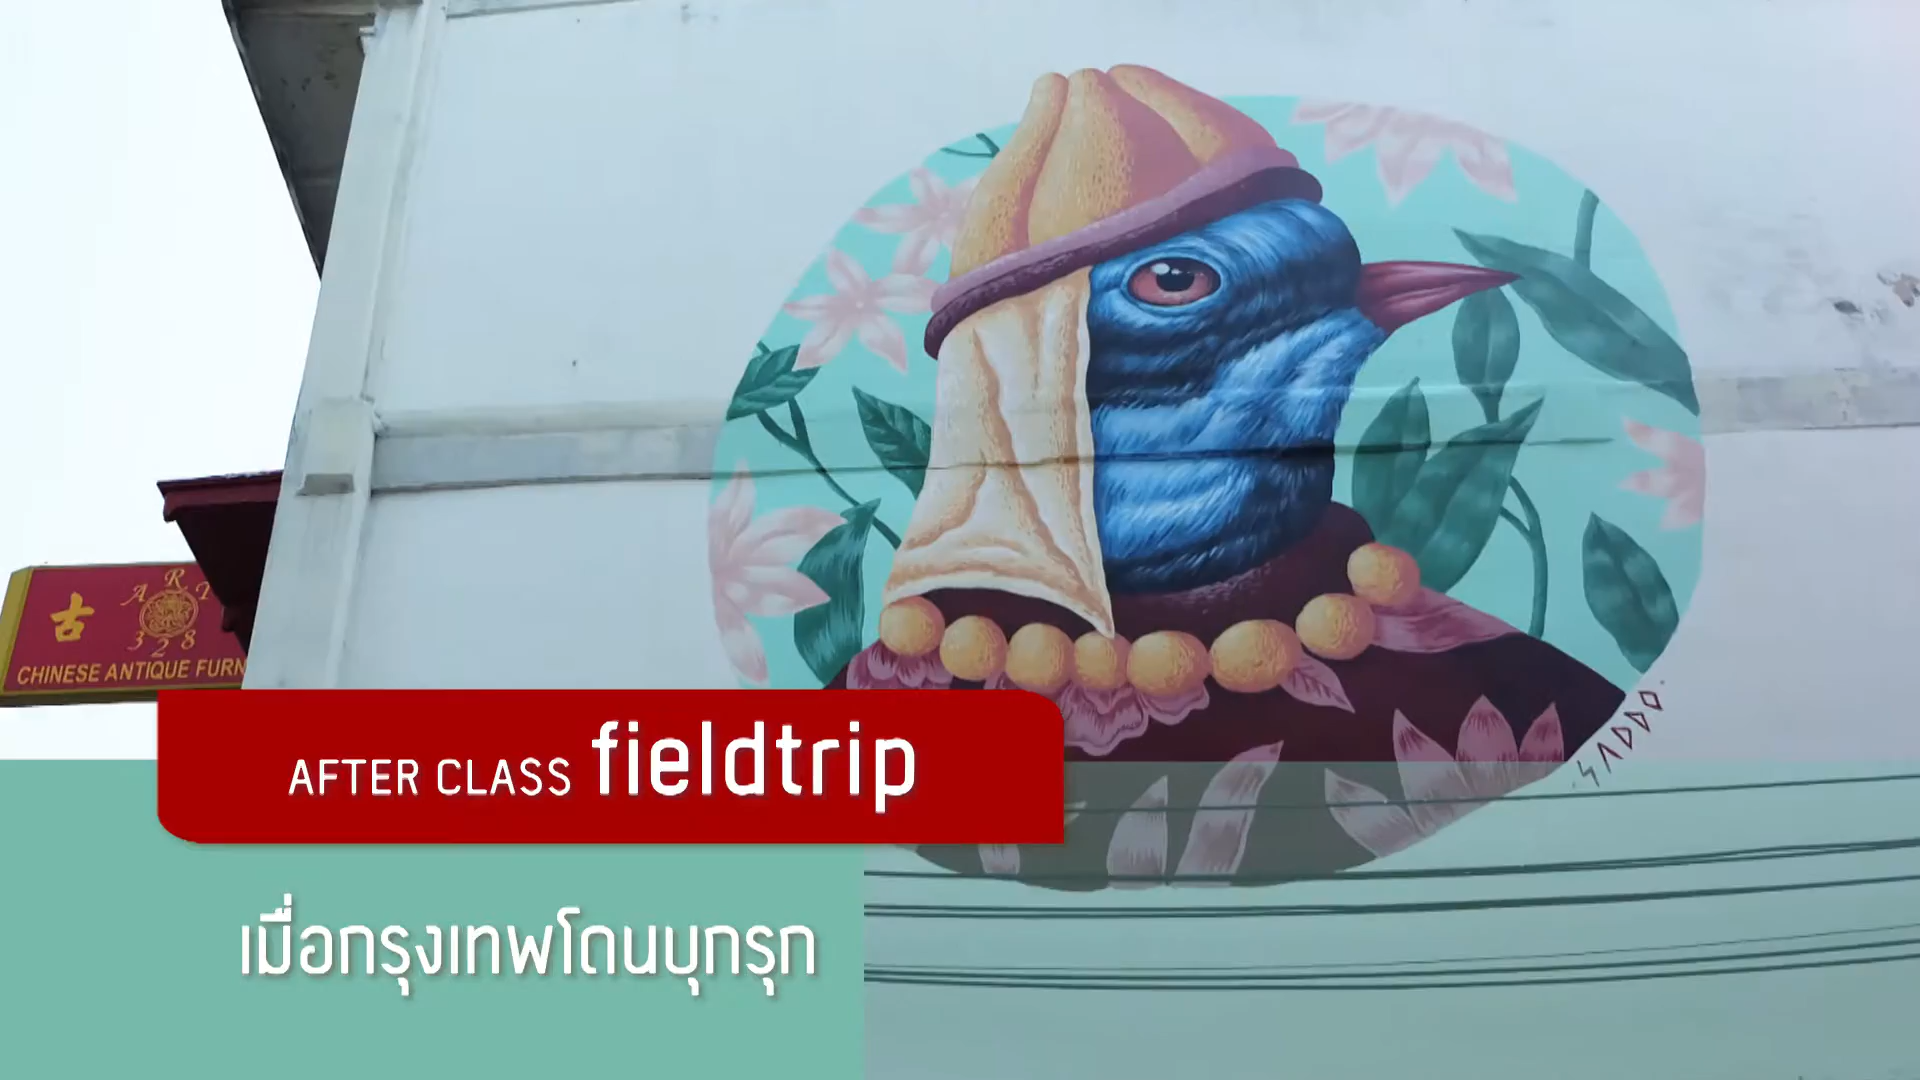 古
ART
328
CHINESE ANTIQUE FURN
SADDO.
AFTER CLASS fieldtrip
เมื่อกรุงเทพโดนบุกรุก